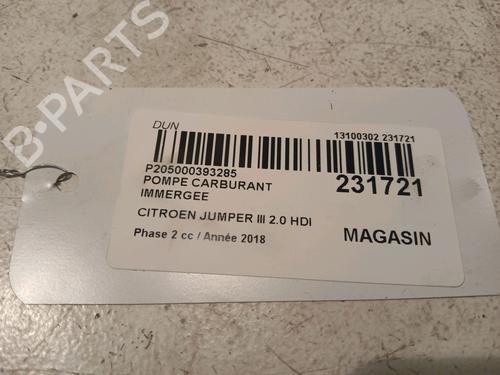 B-PARTS
DUN
13100302 231721
P205000393285
POMPE CARBURANT
IMMERGEE
231721
CITROEN JUMPER III 2.0 HDI
Phase 2 cc / Année 2018
MAGASIN